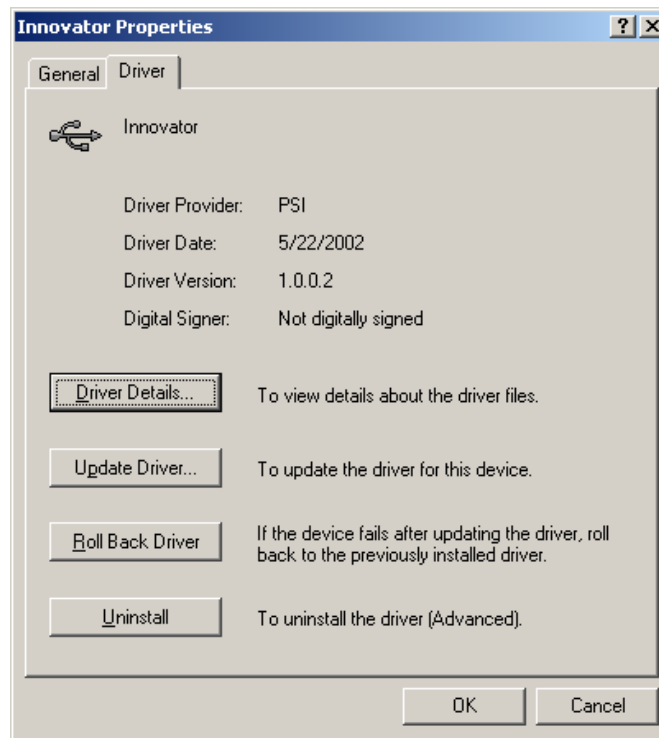 Innovator Properties
General
Driver
Innovator
Driver Provider: PSI
Driver Date: 5/22/2002
Driver Version: 1.0.0.2
Digital Signer: Not digitally signed
Driver Details... To view details about the driver files.
Update Driver... To update the driver for this device.
Roll Back Driver If the device fails after updating the driver, roll
back to the previously installed driver.
Uninstall To uninstall the driver (Advanced).
OK Cancel